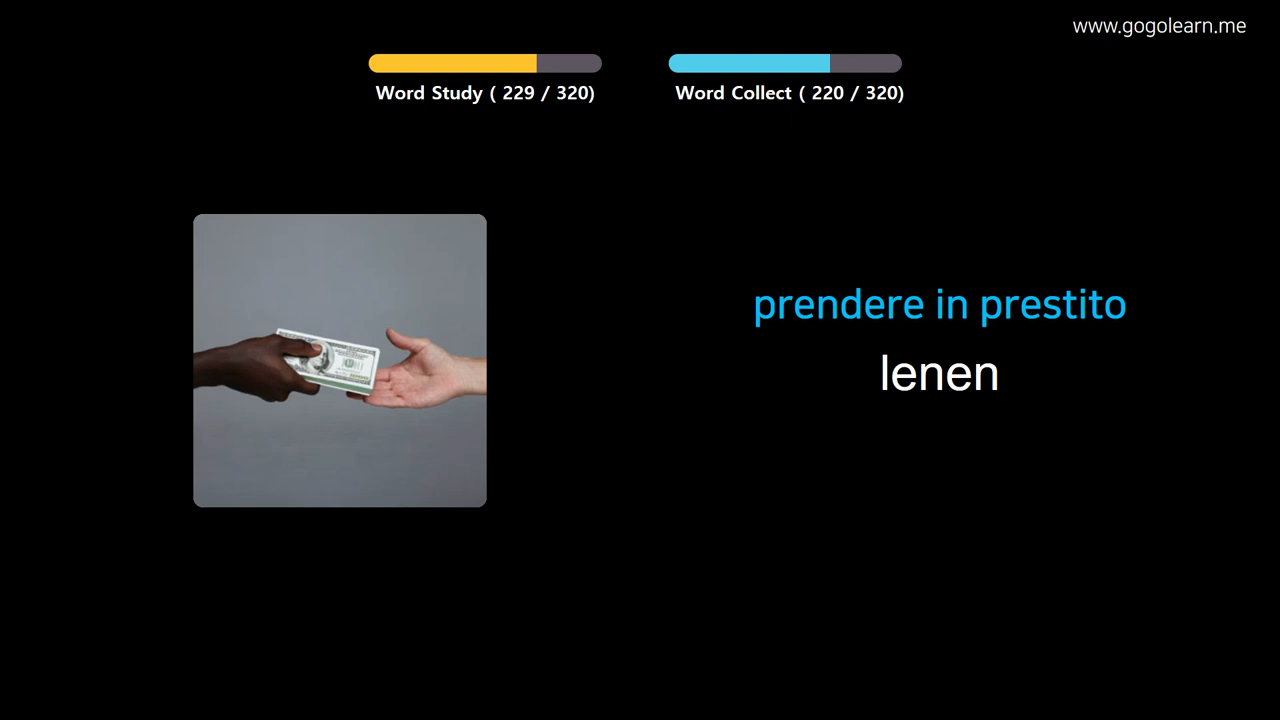 www.gogolearn.me
Word Study ( 229 / 320)
Word Collect ( 220 / 320)
prendere in prestito
lenen